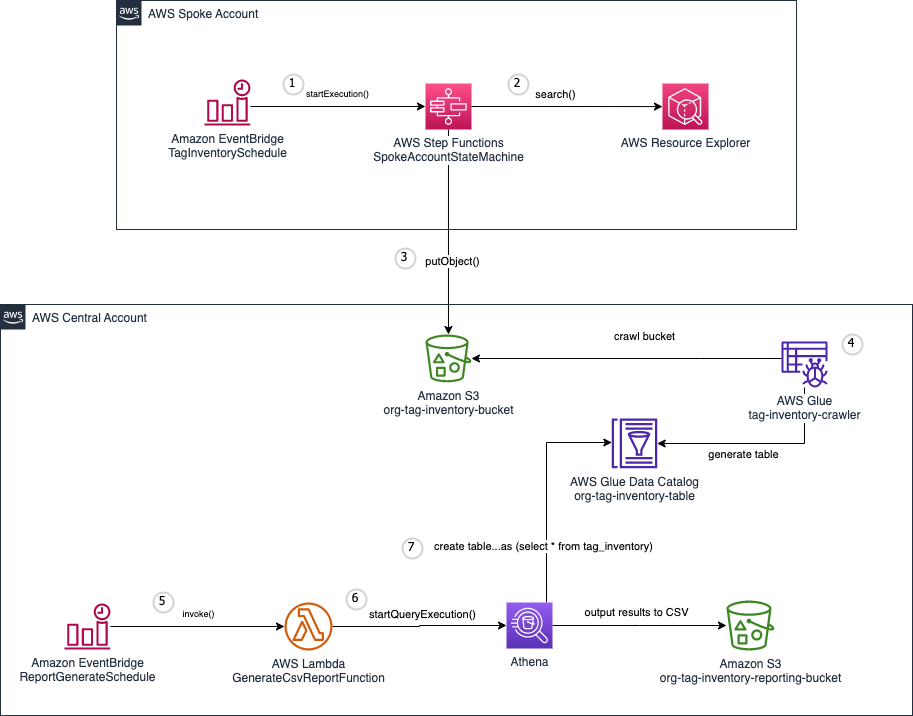 aws
AWS Spoke Account
1
startExecution()
2
search()
Amazon EventBridge
TagInventorySchedule
AWS Step Functions
SpokeAccountStateMachine
AWS Resource Explorer
3
putObject()
aws
AWS Central Account
crawl bucket
4
Amazon S3
org-tag-inventory-bucket
AWS Glue
tag-inventory-crawler
generate table
AWS Glue Data Catalog
org-tag-inventory-table
7
create table...as (select * from tag_inventory)
5
invoke()
6
startQueryExecution()
output results to CSV
Amazon EventBridge
ReportGenerateSchedule
AWS Lambda
GenerateCsvReportFunction
Athena
Amazon S3
org-tag-inventory-reporting-bucket